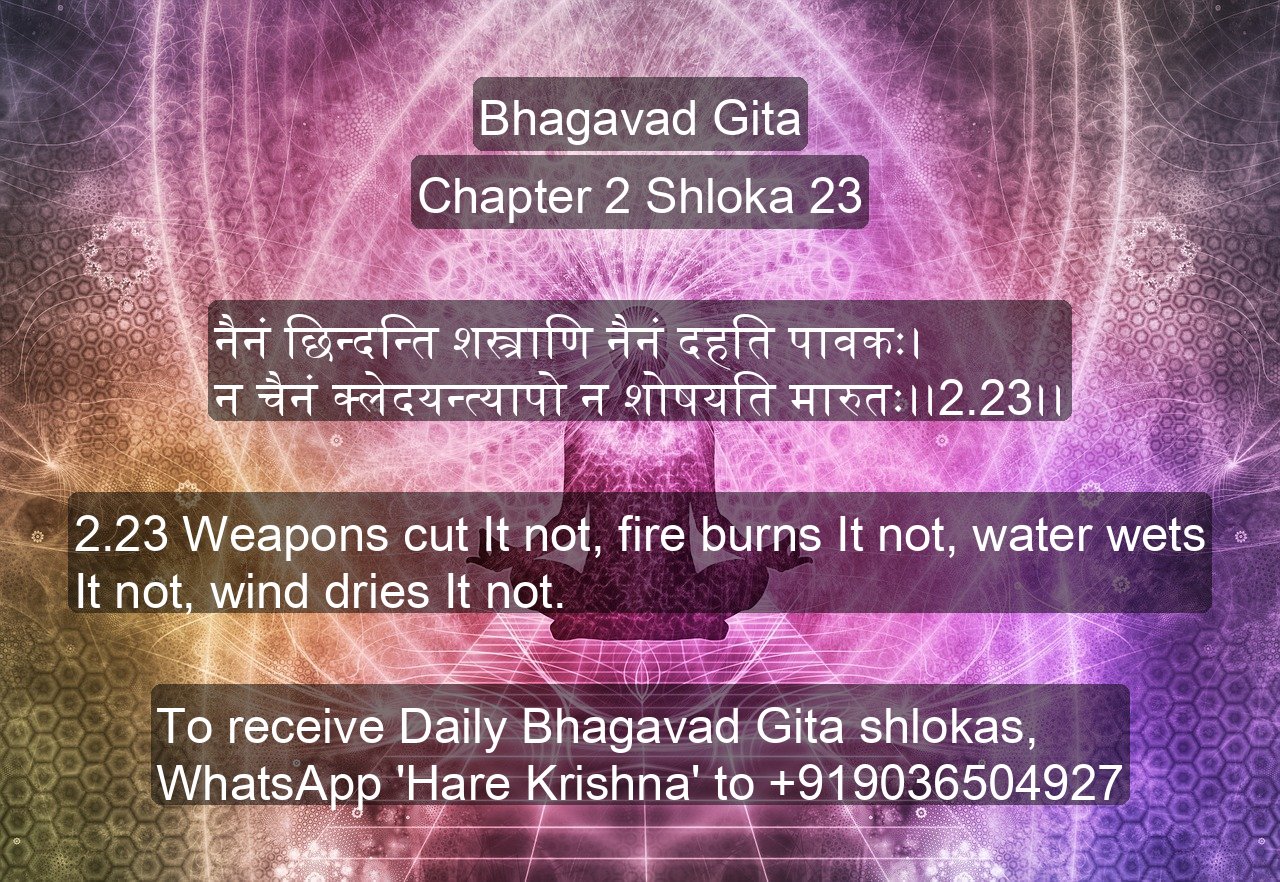 Bhagavad Gita
Chapter 2 Shloka 23
नैनं छिन्दन्ति शस्त्राणि नैनं दहति पावकः।
न चैनं क्लेदयन्त्यापो न शोषयति मारुतः।।2.23।।
2.23 Weapons cut It not, fire burns It not, water wets
It not, wind dries It not.
To receive Daily Bhagavad Gita shlokas,
WhatsApp 'Hare Krishna' to +919036504927